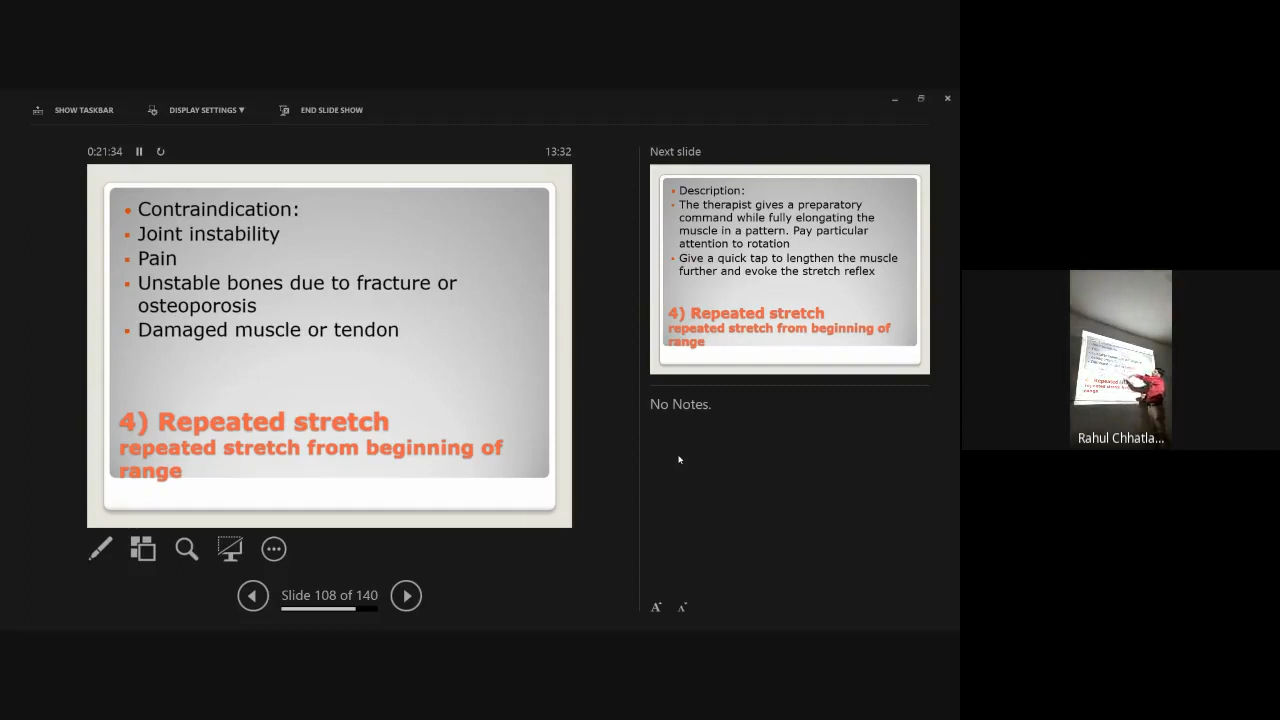 SHOW TASKBAR
DISPLAY SETTINGS ▼
END SLIDE SHOW
0:21:34
13:32
• Contraindication:
• Joint instability
• Pain
• Unstable bones due to fracture or
osteoporosis
• Damaged muscle or tendon
4) Repeated stretch
repeated stretch from beginning of
range
Slide 108 of 140
Next slide
• Description:
• The therapist gives a preparatory
command while fully elongating the
muscle in a pattern. Pay particular
attention to rotation
• Give a quick tap to lengthen the muscle
further and evoke the stretch reflex
4) Repeated stretch
repeated stretch from beginning of
range
No Notes.
A A
Rahul Chhatla...